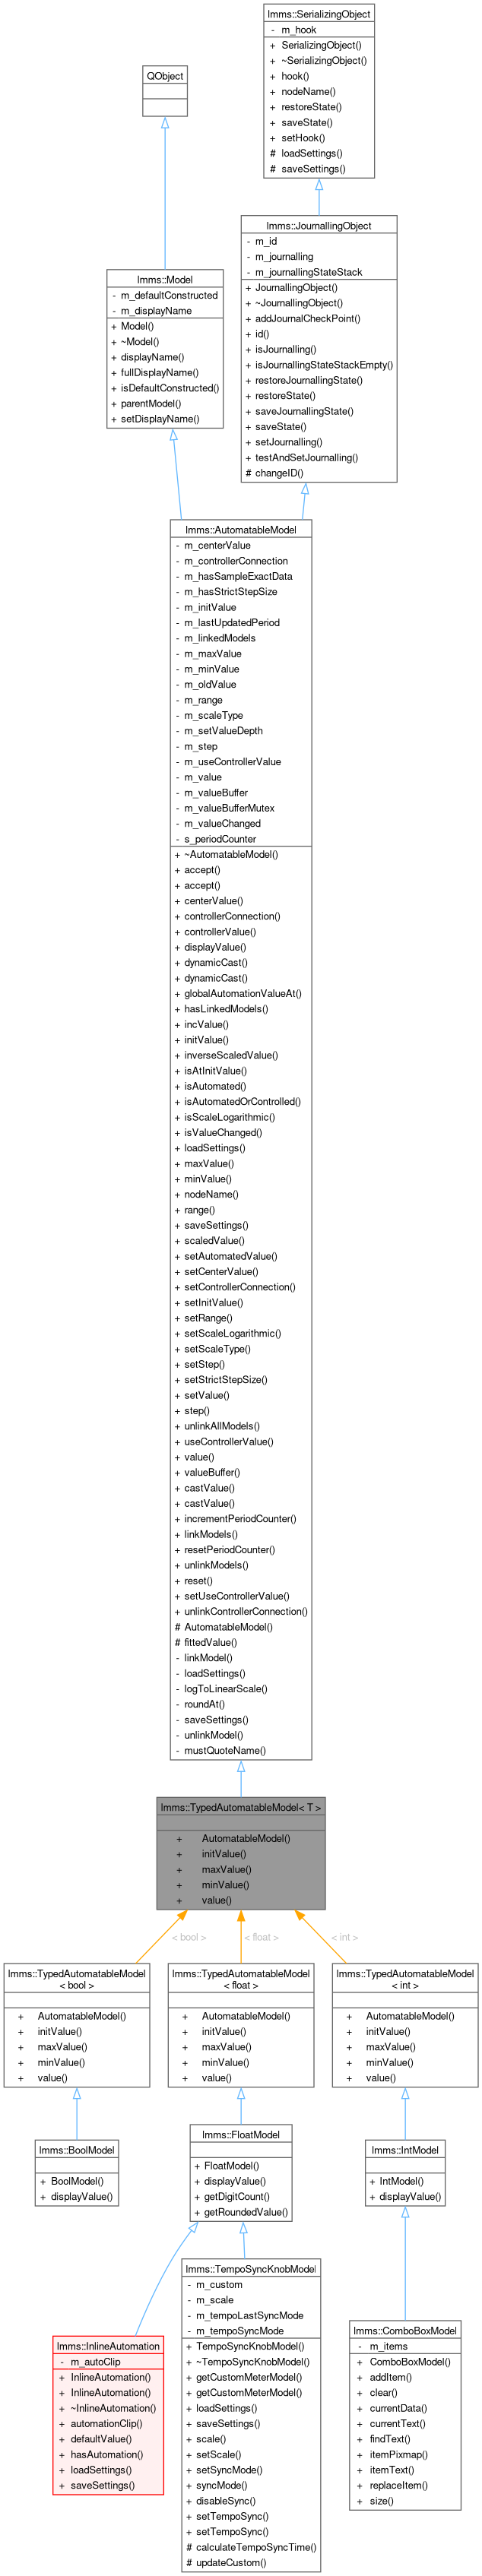 lmms::SerializingObject
- m_hook
+ SerializingObject()
+ ~SerializingObject()
+ hook()
+ nodeName()
+ restoreState()
+ saveState()
+ setHook()
# loadSettings()
# saveSettings()
QObject
lmms::JournallingObject
- m_id
- m_journalling
- m_journallingStateStack
+ JournallingObject()
+ ~JournallingObject()
+ addJournalCheckPoint()
+ id()
+ isJournalling()
+ isJournallingStateStackEmpty()
+ restoreJournallingState()
+ restoreState()
+ saveJournallingState()
+ saveState()
+ setJournalling()
+ testAndSetJournalling()
# changeID()
lmms::Model
- m_defaultConstructed
- m_displayName
+ Model()
+ ~Model()
+ displayName()
+ fullDisplayName()
+ isDefaultConstructed()
+ parentModel()
+ setDisplayName()
lmms::AutomatableModel
- m_centerValue
- m_controllerConnection
- m_hasSampleExactData
- m_hasStrictStepSize
- m_initValue
- m_lastUpdatedPeriod
- m_linkedModels
- m_maxValue
- m_minValue
- m_oldValue
- m_range
- m_scaleType
- m_setValueDepth
- m_step
- m_useControllerValue
- m_value
- m_valueBuffer
- m_valueBufferMutex
- m_valueChanged
- s_periodCounter
+ ~AutomatableModel()
+ accept()
+ accept()
+ centerValue()
+ controllerConnection()
+ controllerValue()
+ displayValue()
+ dynamicCast()
+ dynamicCast()
+ globalAutomationValueAt()
+ hasLinkedModels()
+ incValue()
+ initValue()
+ inverseScaledValue()
+ isAtInitValue()
+ isAutomated()
+ isAutomatedOrControlled()
+ isScaleLogarithmic()
+ isValueChanged()
+ loadSettings()
+ maxValue()
+ minValue()
+ nodeName()
+ range()
+ saveSettings()
+ scaledValue()
+ setAutomatedValue()
+ setCenterValue()
+ setControllerConnection()
+ setInitValue()
+ setRange()
+ setScaleLogarithmic()
+ setScaleType()
+ setStep()
+ setStrictStepSize()
+ setValue()
+ step()
+ unlinkAllModels()
+ useControllerValue()
+ value()
+ valueBuffer()
+ castValue()
+ castValue()
+ incrementPeriodCounter()
+ linkModels()
+ resetPeriodCounter()
+ unlinkModels()
+ reset()
+ setUseControllerValue()
+ unlinkControllerConnection()
# AutomatableModel()
# fittedValue()
- linkModel()
- loadSettings()
- logToLinearScale()
- roundAt()
- saveSettings()
- unlinkModel()
- mustQuoteName()
lmms::TypedAutomatableModel< T >
+ AutomatableModel()
+ initValue()
+ maxValue()
+ minValue()
+ value()
< bool >
< float >
< int >
lmms::TypedAutomatableModel
< bool >
+ AutomatableModel()
+ initValue()
+ maxValue()
+ minValue()
+ value()
lmms::TypedAutomatableModel
< float >
+ AutomatableModel()
+ initValue()
+ maxValue()
+ minValue()
+ value()
lmms::TypedAutomatableModel
< int >
+ AutomatableModel()
+ initValue()
+ maxValue()
+ minValue()
+ value()
lmms::BoolModel
+ BoolModel()
+ displayValue()
lmms::FloatModel
+ FloatModel()
+ displayValue()
+ getDigitCount()
+ getRoundedValue()
lmms::IntModel
+ IntModel()
+ displayValue()
lmms::InlineAutomation
- m_autoClip
+ InlineAutomation()
+ InlineAutomation()
+ ~InlineAutomation()
+ automationClip()
+ defaultValue()
+ hasAutomation()
+ loadSettings()
+ saveSettings()
lmms::TempoSyncKnobModel
- m_custom
- m_scale
- m_tempoLastSyncMode
- m_tempoSyncMode
+ TempoSyncKnobModel()
+ ~TempoSyncKnobModel()
+ getCustomMeterModel()
+ getCustomMeterModel()
+ loadSettings()
+ saveSettings()
+ scale()
+ setScale()
+ setSyncMode()
+ syncMode()
+ disableSync()
+ setTempoSync()
+ setTempoSync()
# calculateTempoSyncTime()
# updateCustom()
lmms::ComboBoxModel
- m_items
+ ComboBoxModel()
+ addItem()
+ clear()
+ currentData()
+ currentText()
+ findText()
+ itemPixmap()
+ itemText()
+ replaceItem()
+ size()